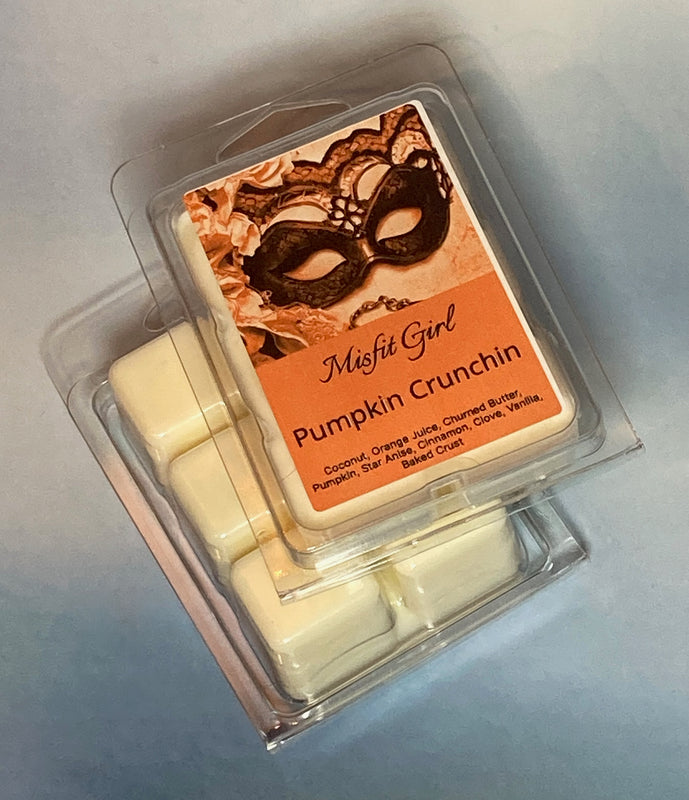 Misfit Girl
Pumpkin Crunchin
Coconut, Orange Juice, Churned Butter,
Pumpkin, Star Anise, Cinnamon, Clove, Vanilla,
Baked Crust